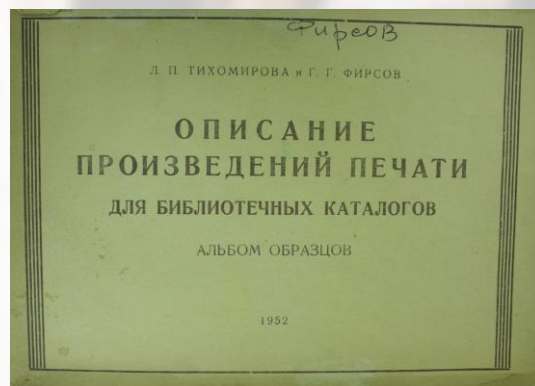 Фирсов
Л. П. ТИХОМИРОВА и Г. Г. ФИРСОВ
ОПИСАНИЕ
ПРОИЗВЕДЕНИЙ ПЕЧАТИ
ДЛЯ БИБЛИОТЕЧНЫХ КАТАЛОГОВ
АЛЬБОМ ОБРАЗЦОВ
1952